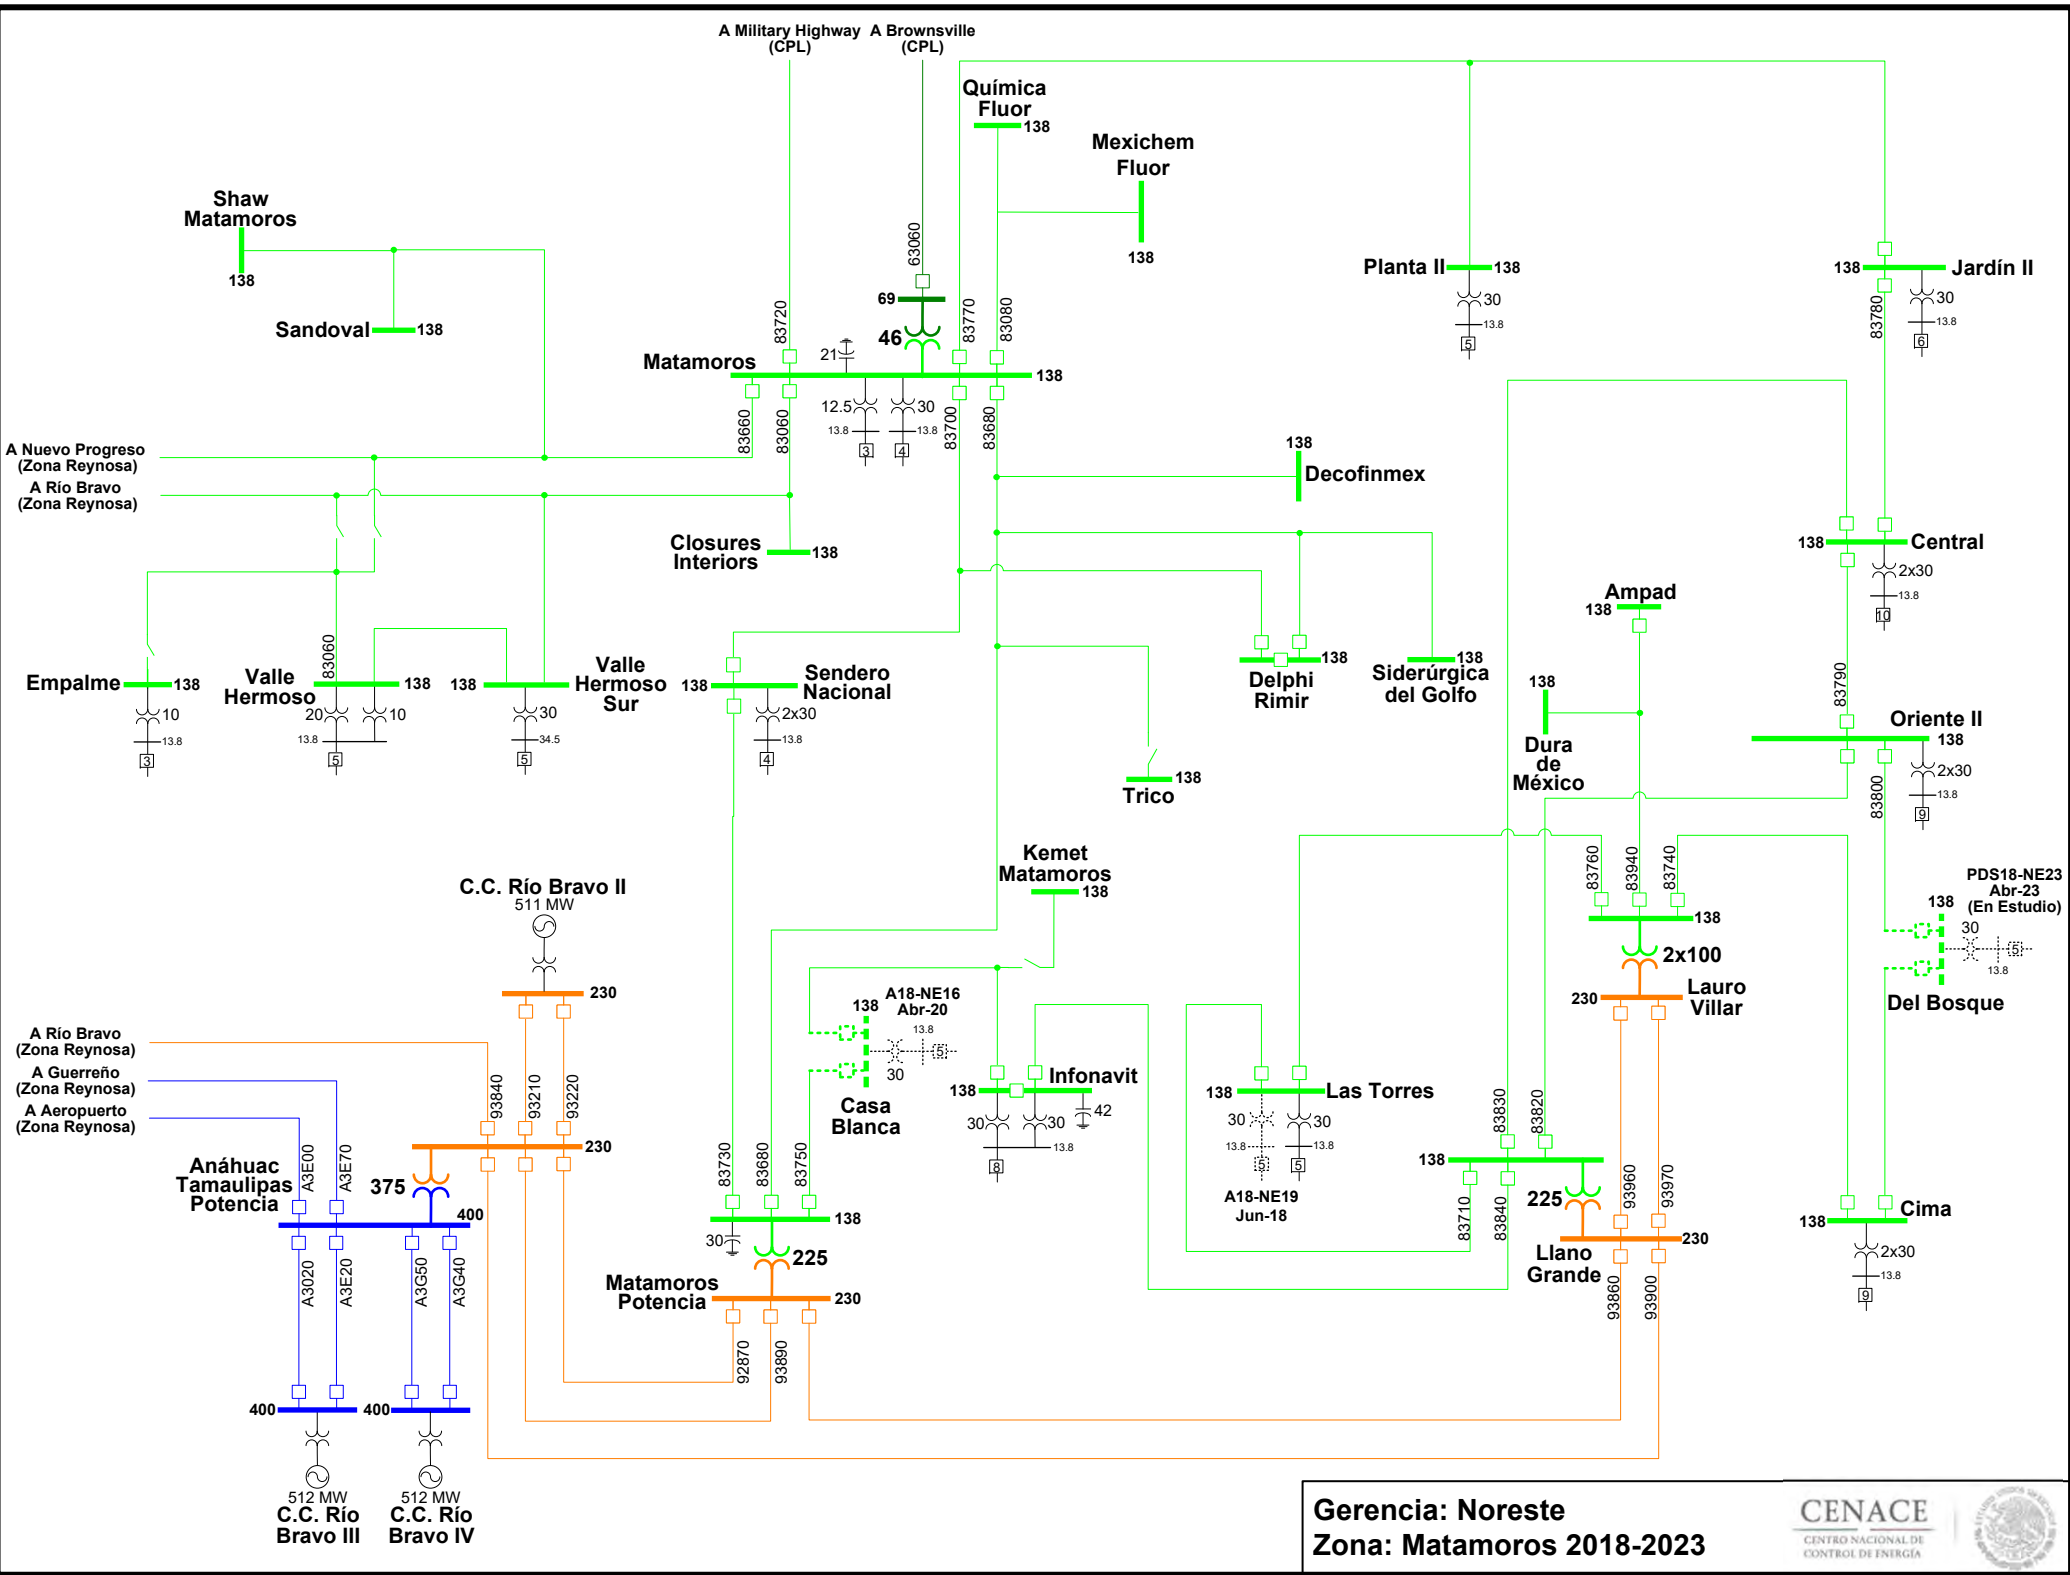 A Military Highway
(CPL)
A Brownsville
(CPL)
Química
Fluor
138
Mexichem
Fluor
138
Shaw
Matamoros
138
Sandoval
138
63060
69
46
83720
83770
83080
Planta II
138
30
13.8
5
138
Jardín II
83780
30
13.8
6
Matamoros
21
138
12.5
30
13.8
13.8
3
4
83660
83060
83700
83680
A Nuevo Progreso
(Zona Reynosa)
A Río Bravo
(Zona Reynosa)
138
Decofinmex
Closures
Interiors
138
138
Central
2x30
13.8
10
Ampad
138
83060
Empalme
138
10
13.8
3
Valle
Hermoso
138
20
10
13.8
5
138
Valle
Hermoso
Sur
30
34.5
5
138
Sendero
Nacional
2x30
13.8
4
138
Delphi
Rimir
138
Siderúrgica
del Golfo
138
Dura
de
México
83790
Oriente II
138
2x30
13.8
9
83800
Trico
138
Kemet
Matamoros
138
83760
83940
83740
138
2x100
230
Lauro
Villar
PDS18-NE23
Abr-23
(En Estudio)
138
30
5
13.8
Del Bosque
C.C. Río Bravo II
511 MW
230
A Río Bravo
(Zona Reynosa)
A Guerreño
(Zona Reynosa)
A Aeropuerto
(Zona Reynosa)
93840
93210
93220
230
A18-NE16
Abr-20
138
13.8
5
30
Casa
Blanca
138
Infonavit
30
30
42
13.8
8
138
Las Torres
30
30
13.8
13.8
5
5
A18-NE19
Jun-18
83830
83820
138
225
83710
83840
93960
93970
230
Llano
Grande
93860
93900
138
Cima
2x30
13.8
9
A3E00
A3E70
Anáhuac
Tamaulipas
Potencia
375
400
A3020
A3E20
A3G50
A3G40
83730
83680
83750
138
30
225
Matamoros
Potencia
230
92870
93890
400
400
512 MW
C.C. Río
Bravo III
512 MW
C.C. Río
Bravo IV
Gerencia: Noreste
Zona: Matamoros 2018-2023
CENACE
CENTRO NACIONAL DE
CONTROL DE ENERGÍA